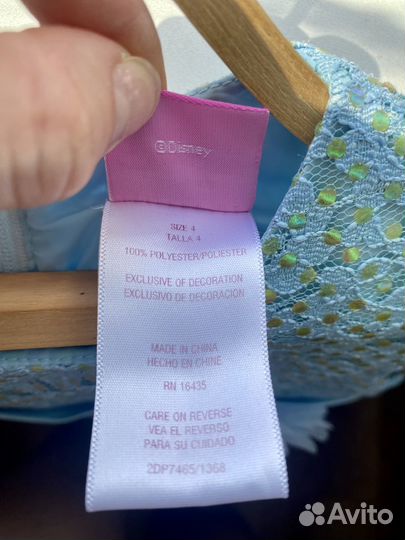 ©Disney
SIZE 4
TALLA 4
100% POLYESTER/POLIESTER
EXCLUSIVE OF DECORATION
EXCLUSIVO DE DECORACION
MADE IN CHINA
HECHO EN CHINE
RN 16435
CARE ON REVERSE
VEA EL REVERSO
PARA SU CUIDADO
2DP7465/1368
Avito